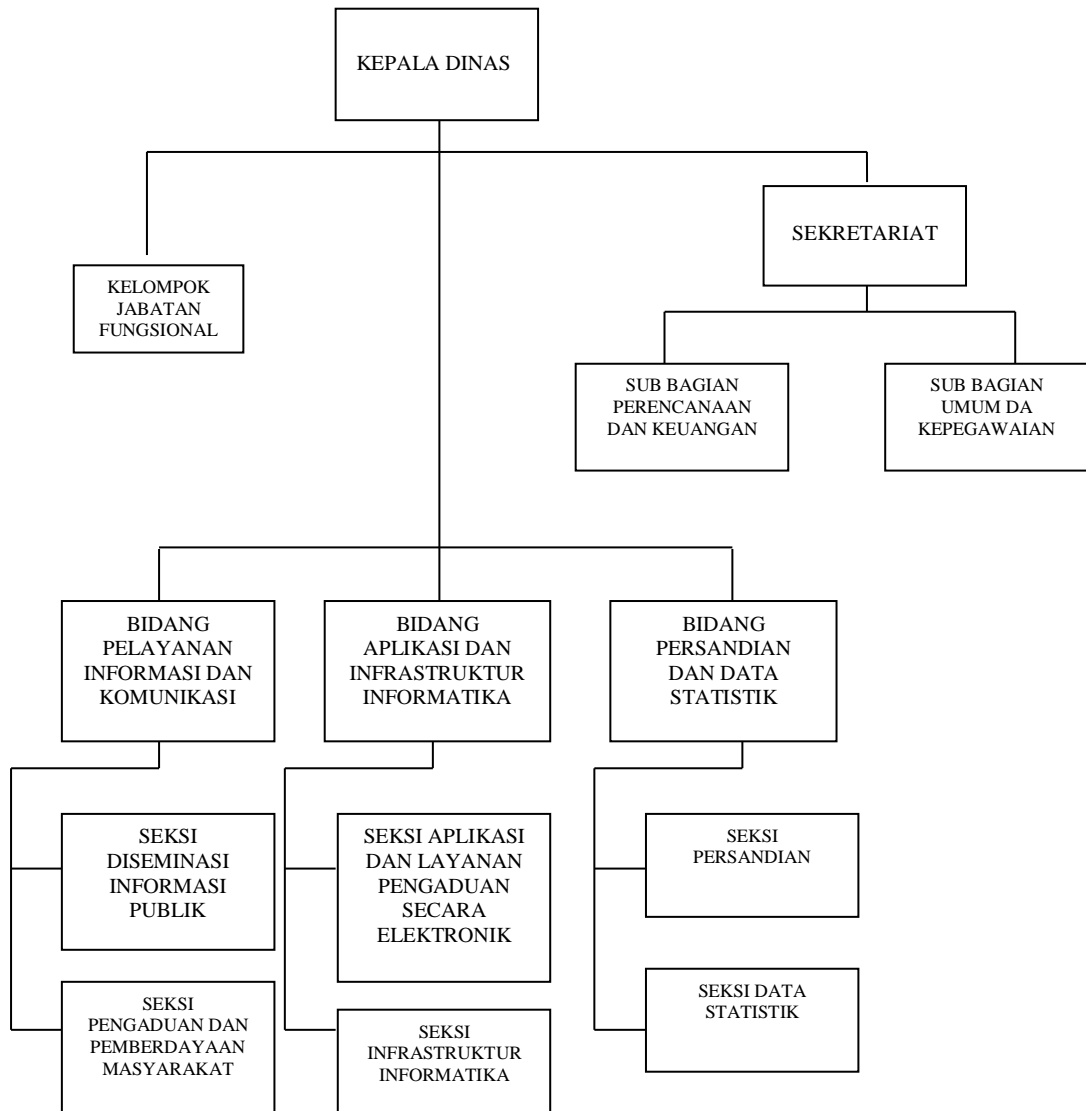 KEPALA DINAS
SEKRETARIAT
KELOMPOK
JABATAN
FUNGSIONAL
SUB BAGIAN
PERENCANAAN
DAN KEUANGAN
SUB BAGIAN
UMUM DA
KEPEGAWAIAN
BIDANG
PELAYANAN
INFORMASI DAN
KOMUNIKASI
BIDANG
APLIKASI DAN
INFRASTRUKTUR
INFORMATIKA
BIDANG
PERSANDIAN
DAN DATA
STATISTIK
SEKSI
DISEMINASI
INFORMASI
PUBLIK
SEKSI APLIKASI
DAN LAYANAN
PENGADUAN
SECARA
ELEKTRONIK
SEKSI
PERSANDIAN
SEKSI
PENGADUAN DAN
PEMBERDAYAAN
MASYARAKAT
SEKSI
INFRASTRUKTUR
INFORMATIKA
SEKSI DATA
STATISTIK